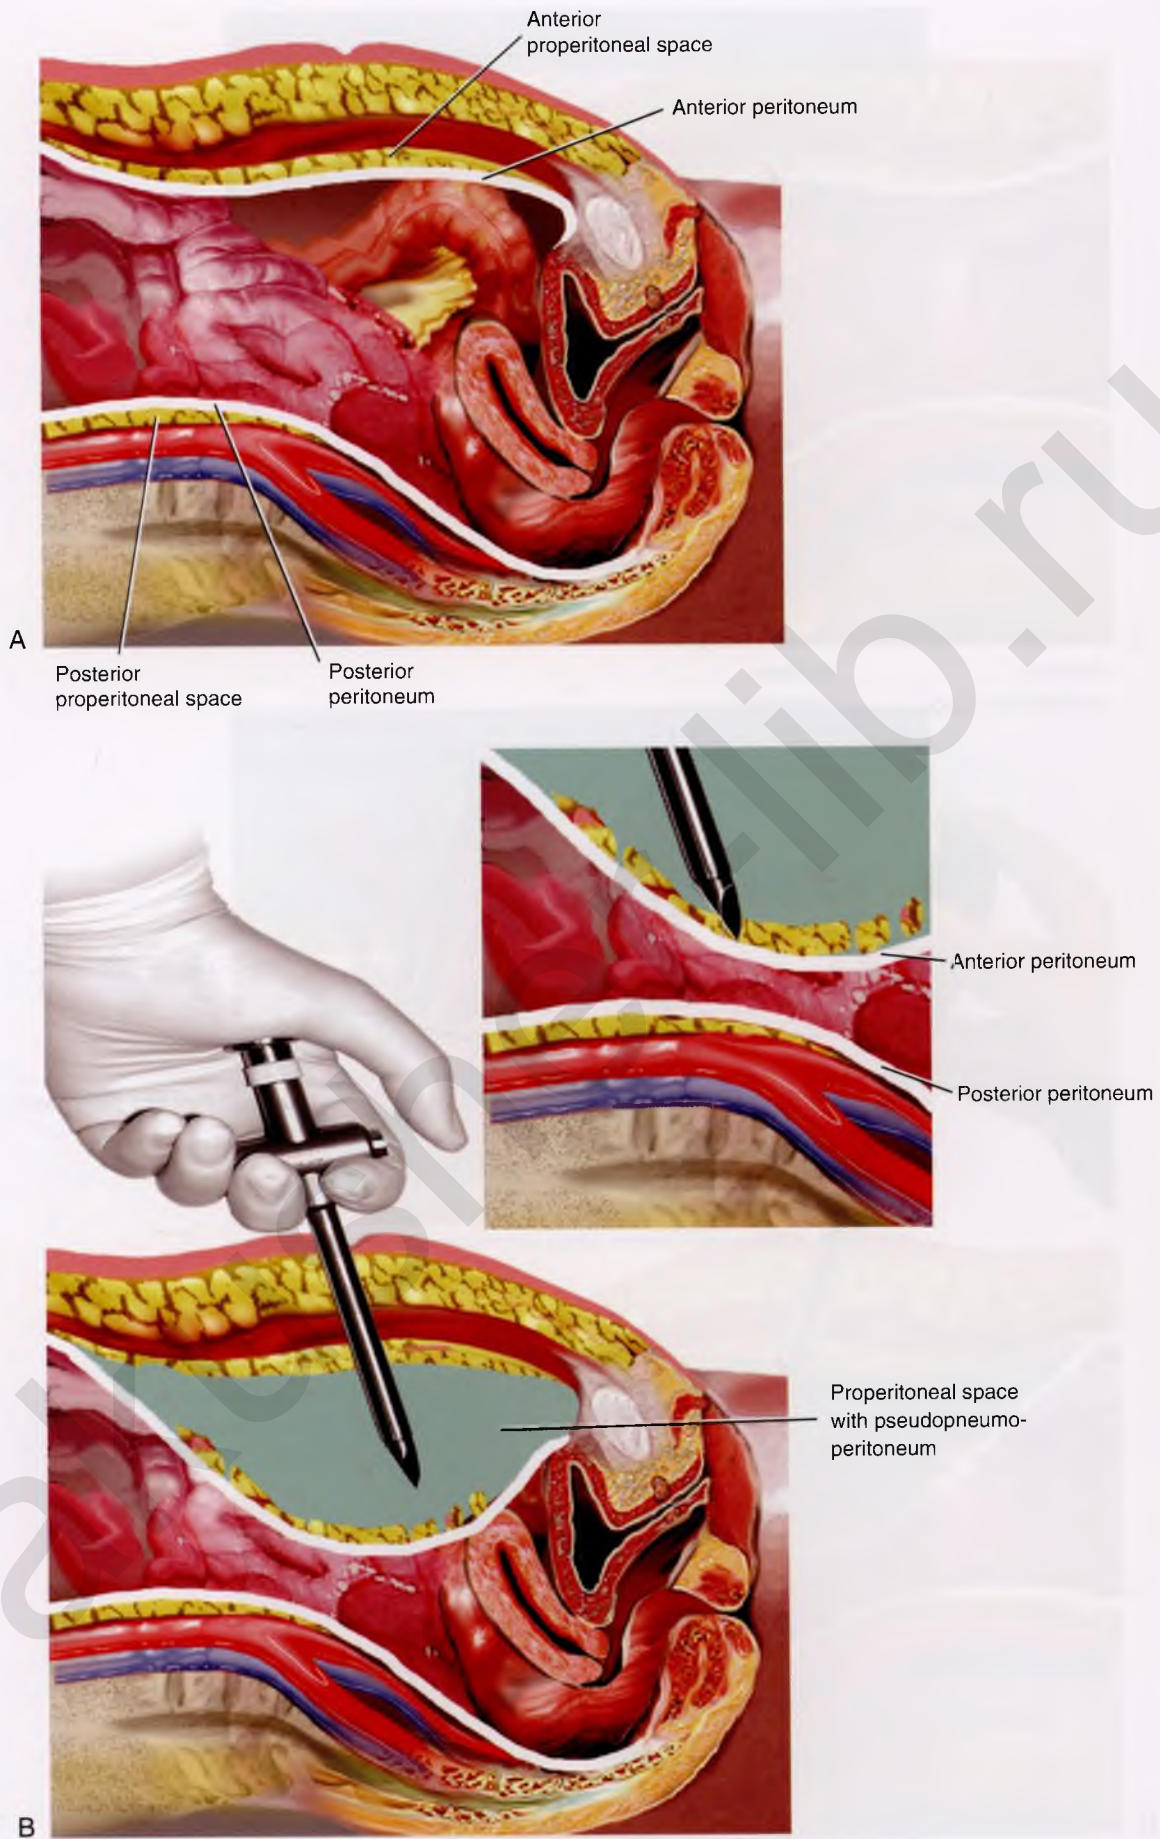 Anterior
properitoneal space
Anterior peritoneum
A
Posterior
properitoneal space
Posterior
peritoneum
Anterior peritoneum
Posterior peritoneum
Properitoneal space
with pseudopneumo-
peritoneum
B